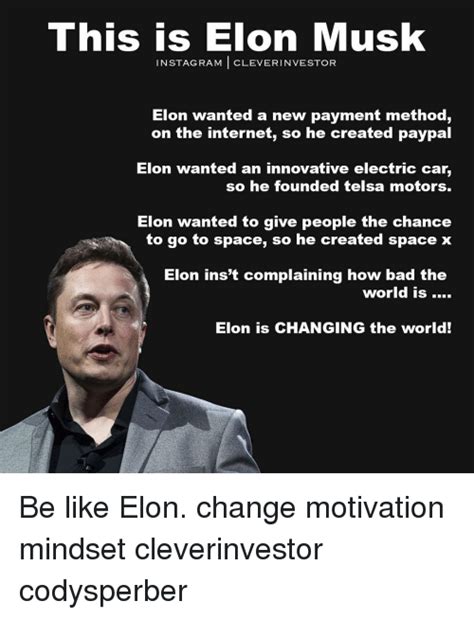 This is Elon Musk
INSTAGRAM | CLEVERINVESTOR
Elon wanted a new payment method,
on the internet, so he created paypal
Elon wanted an innovative electric car,
so he founded telsa motors.
Elon wanted to give people the chance
to go to space, so he created space x
Elon ins't complaining how bad the
world is ....
Elon is CHANGING the world!
Be like Elon. change motivation
mindset cleverinvestor
codysperber